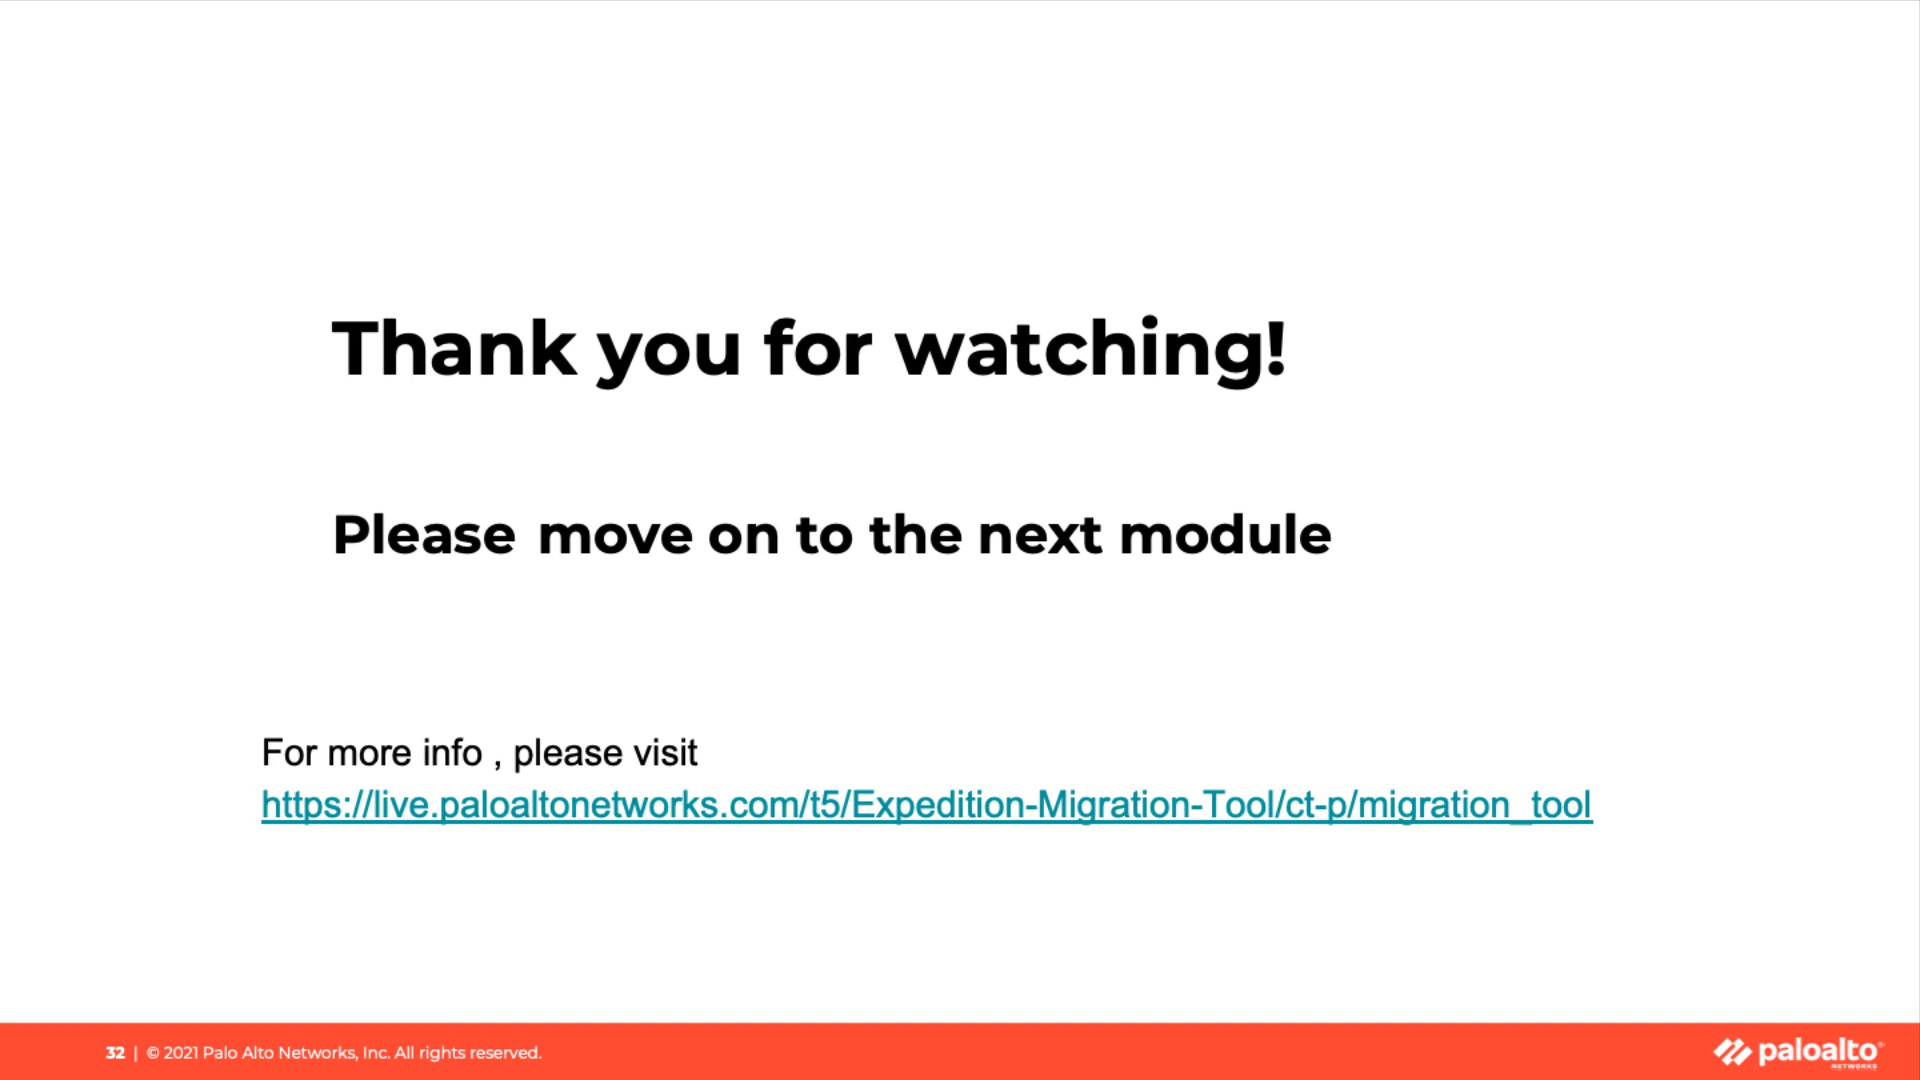 Thank you for watching!
Please move on to the next module
For more info , please visit
https://live.paloaltonetworks.com/t5/Expedition-Migration-Tool/ct-p/migration_tool
32 | © 2021 Palo Alto Networks, Inc. All rights reserved.
paloalto®
NETWORKS